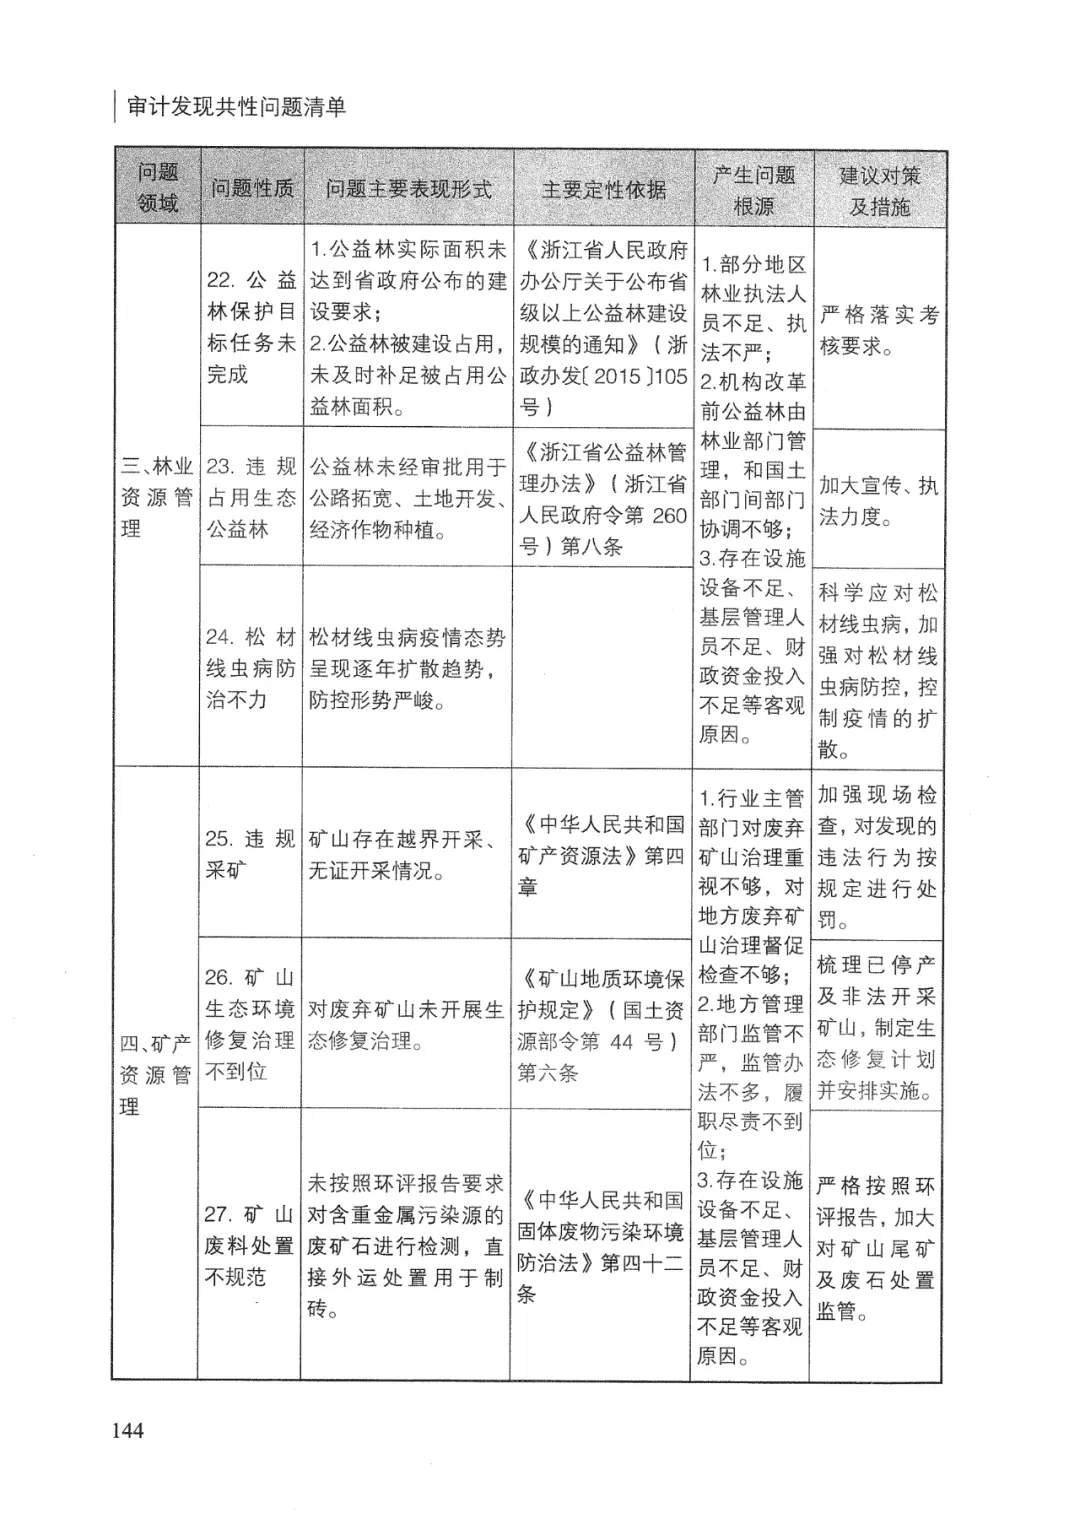 审计发现共性问题清单
问题
领域
问题性质
问题主要表现形式
主要定性依据
产生问题
根源
建议对策
及措施
三、林业
资源管
理
22. 公益
林保护目
标任务未
完成
1.公益林实际面积未
达到省政府公布的建
设要求；
2.公益林被建设占用，
未及时补足被占用公
益林面积。
《浙江省人民政府
办公厅关于公布省
级以上公益林建设
规模的通知》（浙
政办发〔2015〕105
号）
1.部分地区
林业执法人
员不足、执
法不严；
2.机构改革
前公益林由
林业部门管
理，和国土
部门间部门
协调不够；
3.存在设施
设备不足、
基层管理人
员不足、财
政资金投入
不足等客观
原因。
严格落实考
核要求。
23. 违规
占用生态
公益林
公益林未经审批用于
公路拓宽、土地开发、
经济作物种植。
《浙江省公益林管
理办法》（浙江省
人民政府令第 260
号）第八条
加大宣传、执
法力度。
24. 松材
线虫病防
治不力
松材线虫病疫情态势
呈现逐年扩散趋势，
防控形势严峻。
科学应对松
材线虫病，加
强对松材线
虫病防控，控
制疫情的扩
散。
四、矿产
资源管
理
25. 违规
采矿
矿山存在越界开采、
无证开采情况。
《中华人民共和国
矿产资源法》第四
章
1.行业主管
部门对废弃
矿山治理重
视不够，对
地方废弃矿
山治理督促
检查不够；
2.地方管理
部门监管不
严，监管办
法不多，履
职尽责不到
位；
3.存在设施
设备不足、
基层管理人
员不足、财
政资金投入
不足等客观
原因。
加强现场检
查，对发现的
违法行为按
规定进行处
罚。
26. 矿山
生态环境
修复治理
不到位
对废弃矿山未开展生
态修复治理。
《矿山地质环境保
护规定》（国土资
源部令第 44 号）
第六条
梳理已停产
及非法开采
矿山，制定生
态修复计划
并安排实施。
27. 矿山
废料处置
不规范
未按照环评报告要求
对含重金属污染源的
废矿石进行检测，直
接外运处置用于制
砖。
《中华人民共和国
固体废物污染环境
防治法》第四十二
条
严格按照环
评报告，加大
对矿山尾矿
及废石处置
监管。
144